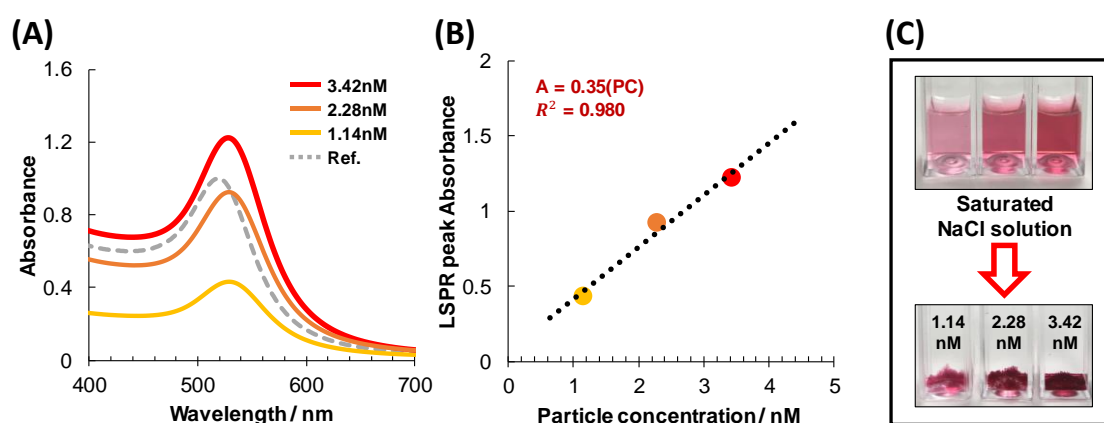 (A)
1.6
1.2
0.8
0.4
0
400
500
600
700
Absorbance
Wavelength / nm
3.42nM
2.28nM
1.14nM
Ref.
(B)
2
1.5
1
0.5
0
0
1
2
3
4
5
LSPR peak Absorbance
Particle concentration / nM
A = 0.35(PC)
R² = 0.980
(C)
Saturated
NaCl solution
1.14 2.28 3.42
nM nM nM